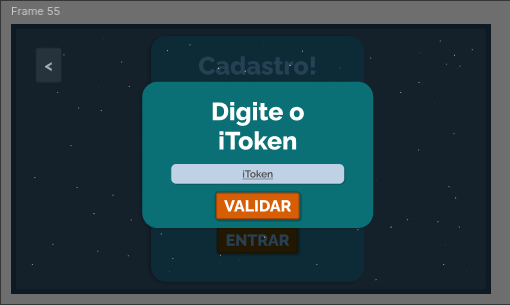 Frame 55
<
Cadastro!
Digite o
iToken
iToken
VALIDAR
ENTRAR